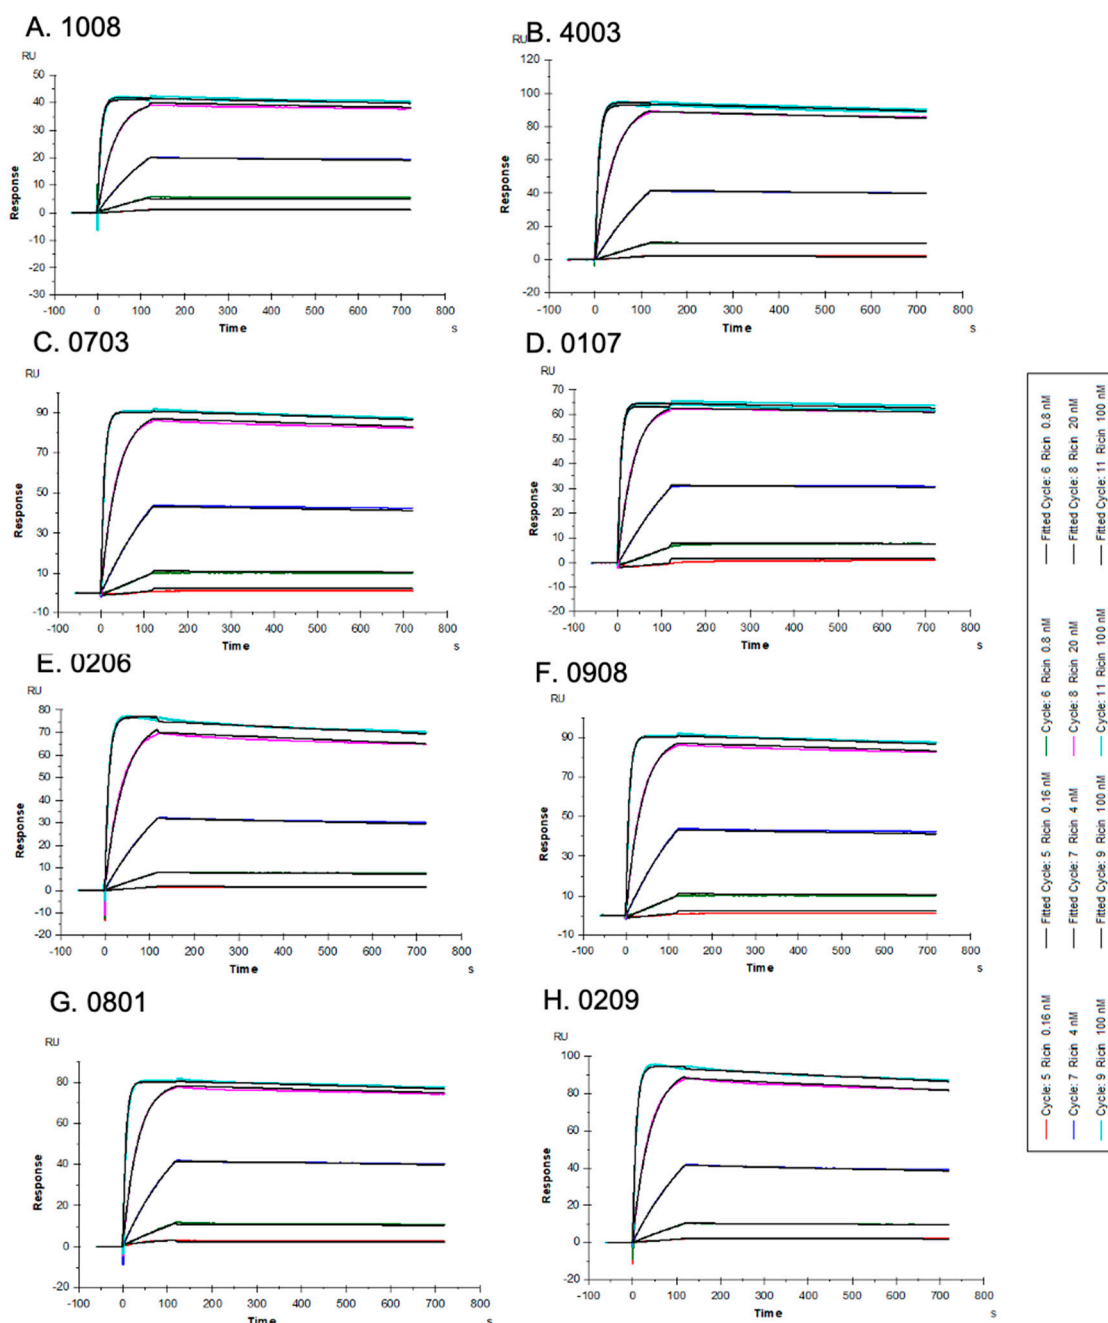 A. 1008
RU
50
40
30
20
10
0
-10
-20
-30
-100 0 100 200 300 400 500 600 700 800
Response
Time
s
B. 4003
RU
120
100
80
60
40
20
0
-20
-100 0 100 200 300 400 500 600 700 800
Response
Time
s
C. 0703
RU
90
70
50
30
10
-10
-100 0 100 200 300 400 500 600 700 800
Response
Time
s
D. 0107
RU
70
60
50
40
30
20
10
0
-10
-20
-100 0 100 200 300 400 500 600 700 800
Response
Time
s
E. 0206
RU
80
70
60
50
40
30
20
10
0
-10
-20
-100 0 100 200 300 400 500 600 700 800
Response
Time
s
F. 0908
RU
90
70
50
30
10
-10
-100 0 100 200 300 400 500 600 700 800
Response
Time
s
G. 0801
RU
80
60
40
20
0
-20
-100 0 100 200 300 400 500 600 700 800
Response
Time
s
H. 0209
RU
100
80
60
40
20
0
-20
-100 0 100 200 300 400 500 600 700 800
Response
Time
s
Cycle: 5 Ricin 0.16 nM
Fitted Cycle: 5 Ricin 0.16 nM
Cycle: 6 Ricin 0.8 nM
Fitted Cycle: 6 Ricin 0.8 nM
Cycle: 7 Ricin 4 nM
Fitted Cycle: 7 Ricin 4 nM
Cycle: 8 Ricin 20 nM
Fitted Cycle: 8 Ricin 20 nM
Cycle: 9 Ricin 100 nM
Fitted Cycle: 9 Ricin 100 nM
Cycle: 11 Ricin 100 nM
Fitted Cycle: 11 Ricin 100 nM